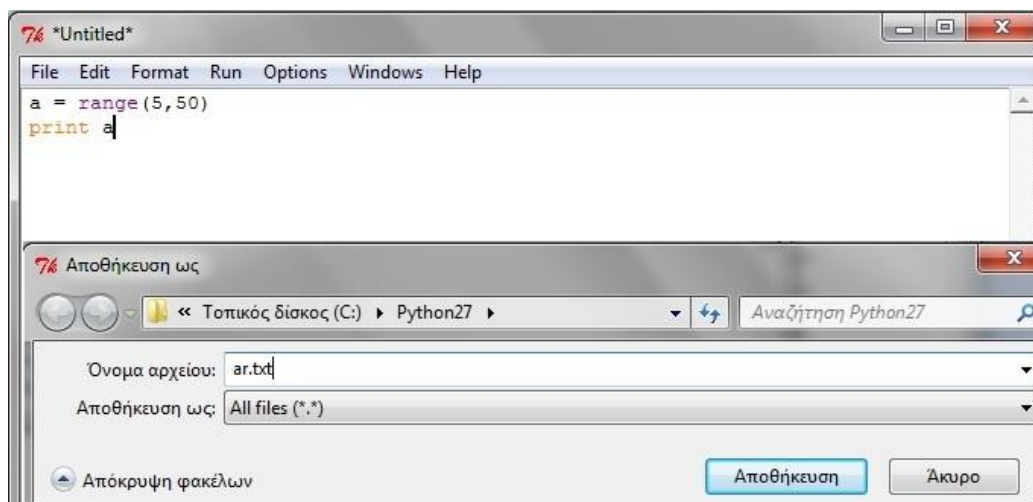 *Untitled*
File Edit Format Run Options Windows Help
a = range(5,50)
print a
Αποθήκευση ως
« Τοπικός δίσκος (C:) Python27
Αναζήτηση Python27
Όνομα αρχείου: ar.txt
Αποθήκευση ως: All files (*.*)
Απόκρυψη φακέλων
Αποθήκευση
Άκυρο